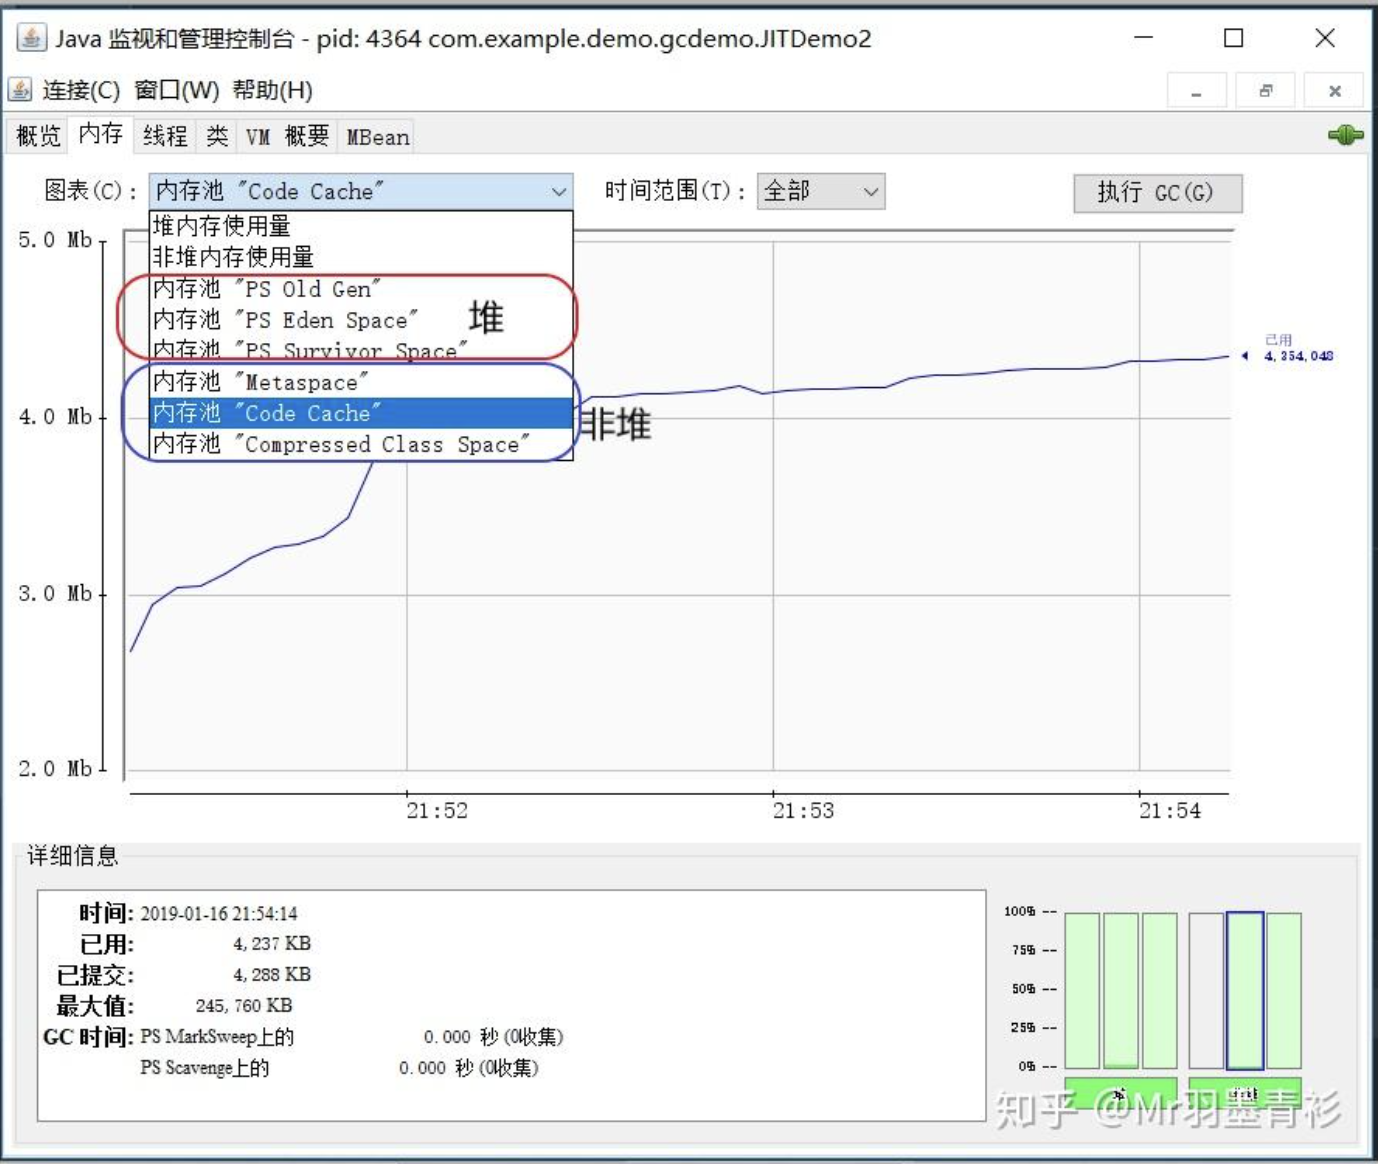 Java 监视和管理控制台 - pid: 4364 com.example.demo.gcdemo.JITDemo2
连接(C) 窗口(W) 帮助(H)
概览 内存 线程 类 VM 概要 MBean
图表(C): 内存池 "Code Cache" 时间范围(T): 全部 执行 GC(G)
堆内存使用量
非堆内存使用量
内存池 "PS Old Gen"
内存池 "PS Eden Space"
堆
内存池 "PS Survivor Space"
内存池 "Metaspace"
内存池 "Code Cache"
非堆
内存池 "Compressed Class Space"
5.0 Mb
4.0 Mb
3.0 Mb
2.0 Mb
已用
4,354,048
21:52 21:53 21:54
详细信息
时间: 2019-01-16 21:54:14
已用: 4,237 KB
已提交: 4,288 KB
最大值: 245,760 KB
GC 时间: PS MarkSweep上的 0.000 秒 (0收集)
PS Scavenge上的 0.000 秒 (0收集)
100% --
75% --
50% --
25% --
0% --
堆
知乎 @Mr羽墨青衫